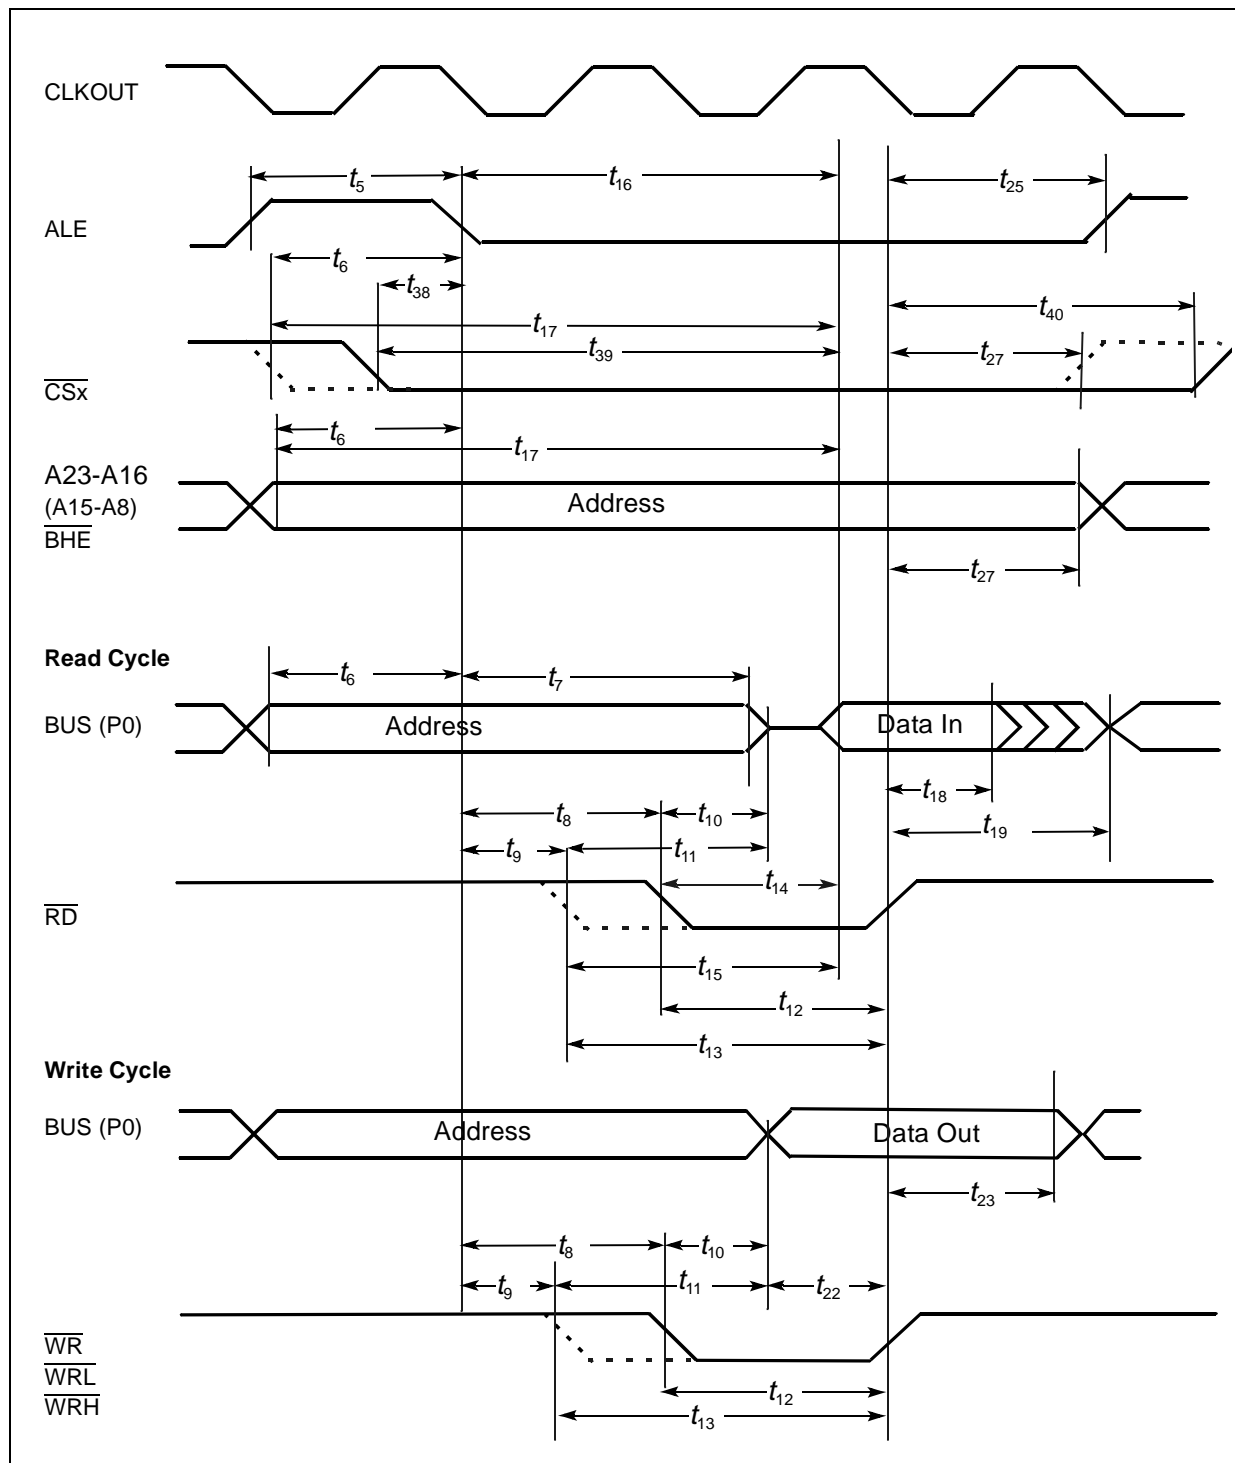 CLKOUT
t5 t16 t25
ALE
t6
t38
t40
t17
t39 t27
CSx
t6
t17
A23-A16
(A15-A8) Address
BHE
t27
Read Cycle
t6 t7
BUS (P0) Address Data In
t18
t8 t10
t19
t9 t11
t14
RD
t15
t12
t13
Write Cycle
BUS (P0) Address Data Out
t23
t8 t10
t9 t11 t22
WR
WRL
t12
WRH
t13